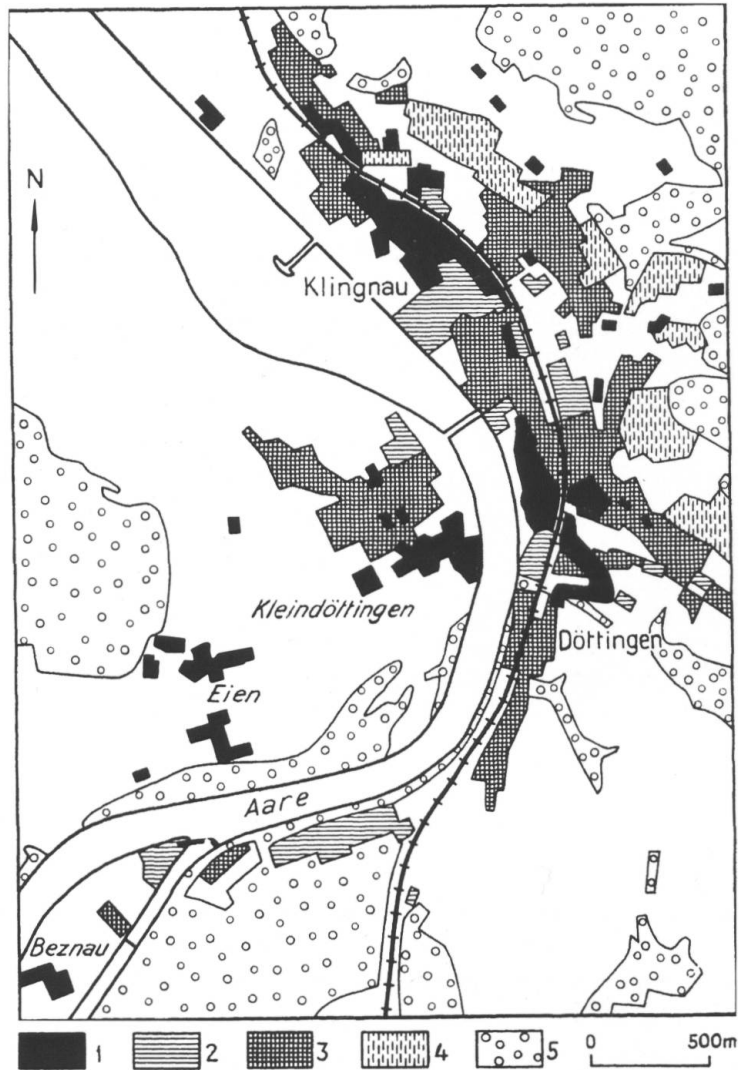 N
Klingnau
Kleindöttingen
Döttingen
Eien
Aare
Beznau
1 2 3 4 5 0 500m